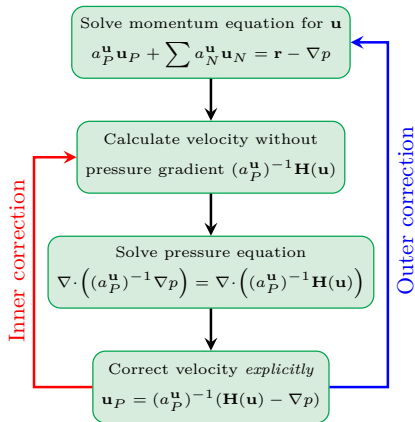 Solve momentum equation for u
a_P^u u_P + ∑ a_N^u u_N = r − ∇p
Calculate velocity without
pressure gradient (a_P^u)^{−1} H(u)
Solve pressure equation
∇·((a_P^u)^{−1} ∇p) = ∇·((a_P^u)^{−1} H(u))
Correct velocity explicitly
u_P = (a_P^u)^{−1} (H(u) − ∇p)
Inner correction
Outer correction